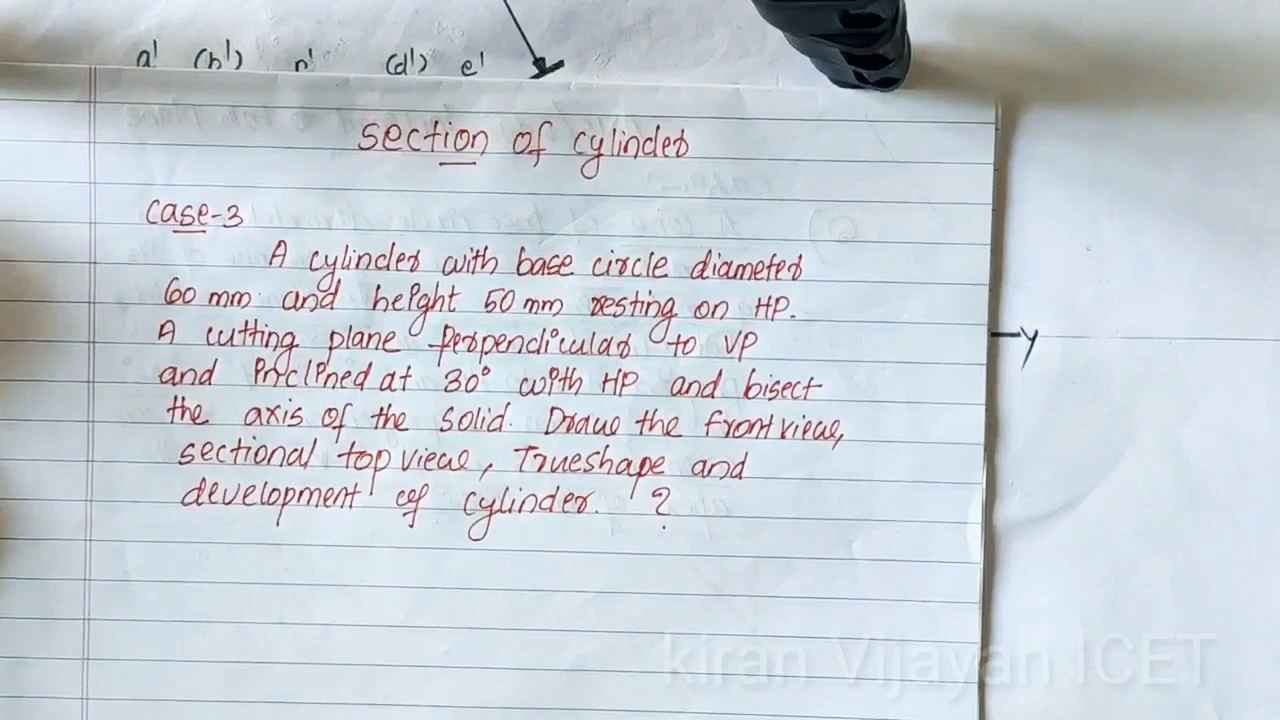 a' (b') n' (d') e'
section of cylinder
case-3
A cylinder with base circle diameter
60 mm and height 50 mm resting on HP.
A cutting plane perpendicular to VP
and inclined at 30° with HP and bisect
the axis of the solid. Draw the front view,
sectional top view, Trueshape and
development of cylinder. ?
Y
kiran Vijayan ICET